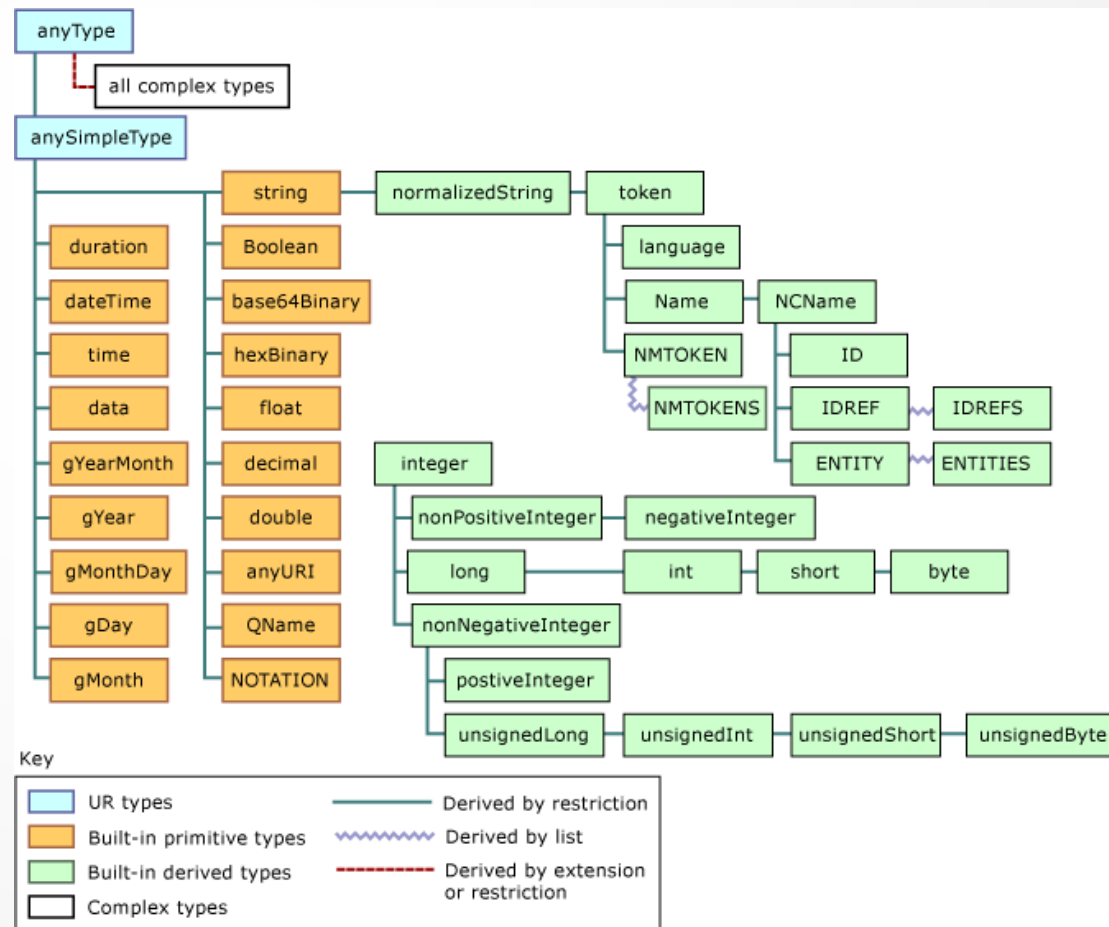 anyType
all complex types
anySimpleType
string normalizedString token
duration Boolean language
dateTime base64Binary Name NCName
time hexBinary NMTOKEN ID
data float NMTOKENS IDREF IDREFS
gYearMonth decimal integer ENTITY ENTITIES
gYear double nonPositiveInteger negativeInteger
gMonthDay anyURI long int short byte
gDay QName nonNegativeInteger
gMonth NOTATION postiveInteger
unsignedLong unsignedInt unsignedShort unsignedByte
Key
UR types
Built-in primitive types
Built-in derived types
Complex types
Derived by restriction
Derived by list
Derived by extension
or restriction